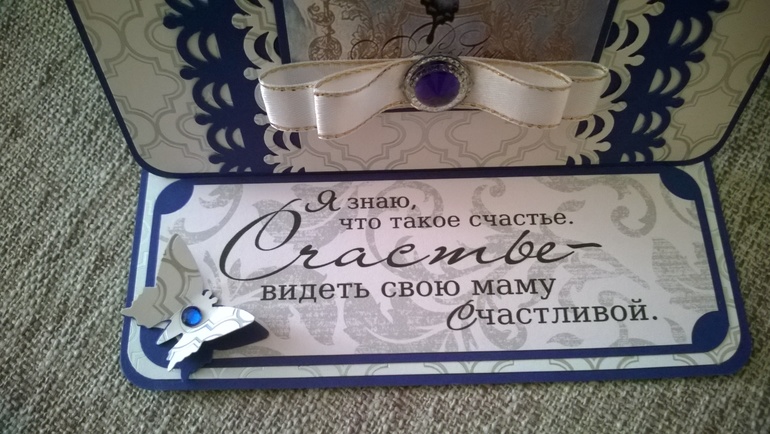 Я знаю,
что такое счастье.
Счастье–
видеть свою маму
счастливой.